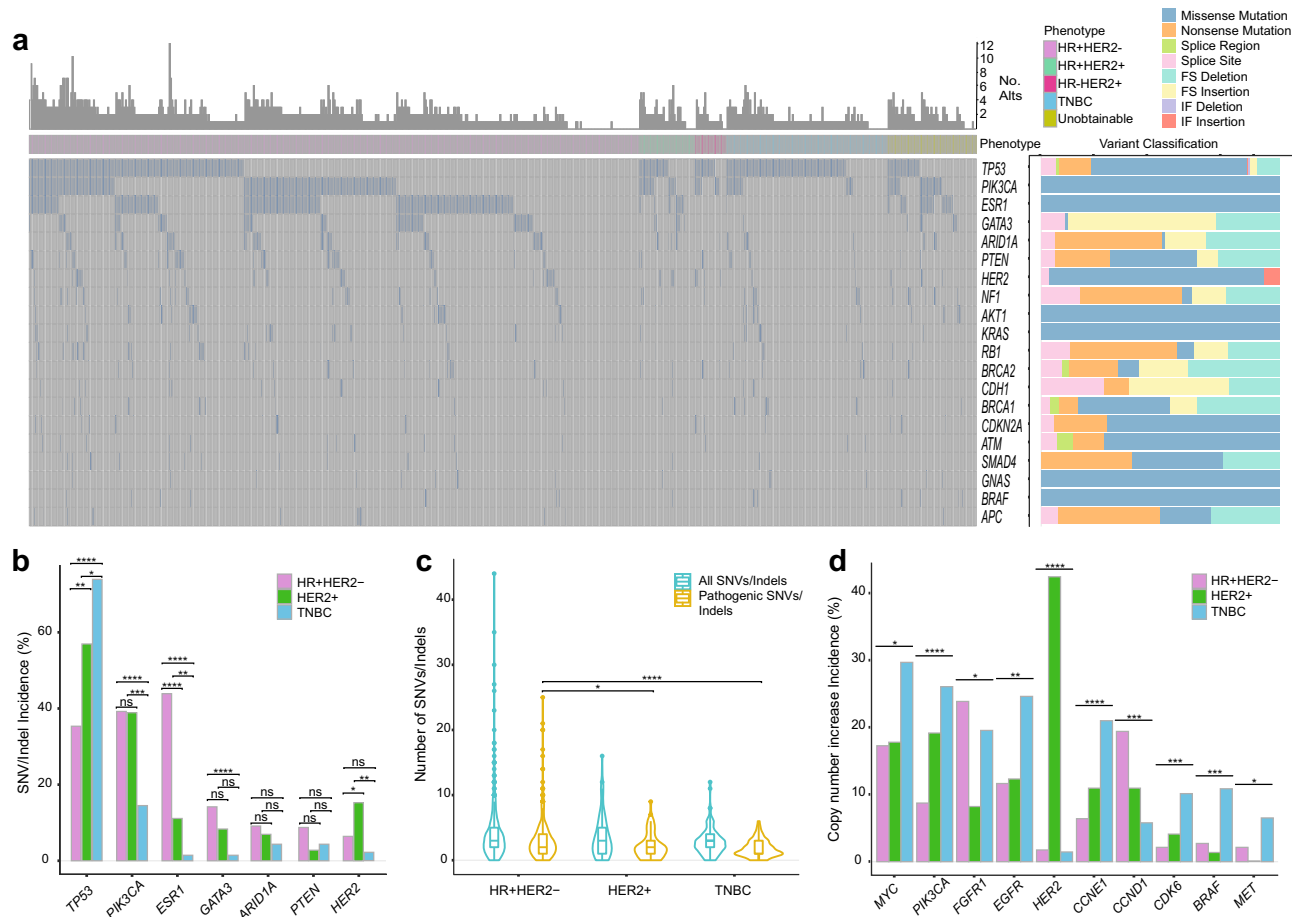 a
12
10
8
6
4
2
No.
Alts
Phenotype
HR+HER2-
HR+HER2+
HR-HER2+
TNBC
Unobtainable
Missense Mutation
Nonsense Mutation
Splice Region
Splice Site
FS Deletion
FS Insertion
IF Deletion
IF Insertion
Phenotype
Variant Classification
TP53
PIK3CA
ESR1
GATA3
ARID1A
PTEN
HER2
NF1
AKT1
KRAS
RB1
BRCA2
CDH1
BRCA1
CDKN2A
ATM
SMAD4
GNAS
BRAF
APC
b
SNV/Indel Incidence (%)
60
40
20
0
HR+HER2−
HER2+
TNBC
****
*
**
****
***
ns
****
**
****
****
ns
ns
ns
ns
ns
ns
ns
ns
ns
**
*
TP53
PIK3CA
ESR1
GATA3
ARID1A
PTEN
HER2
c
Number of SNVs/Indels
40
30
20
10
0
All SNVs/Indels
Pathogenic SNVs/
Indels
****
*
HR+HER2−
HER2+
TNBC
d
Copy number increase Incidence (%)
40
30
20
10
0
HR+HER2−
HER2+
TNBC
*
****
*
**
****
****
***
***
***
*
MYC
PIK3CA
FGFR1
EGFR
HER2
CCNE1
CCND1
CDK6
BRAF
MET